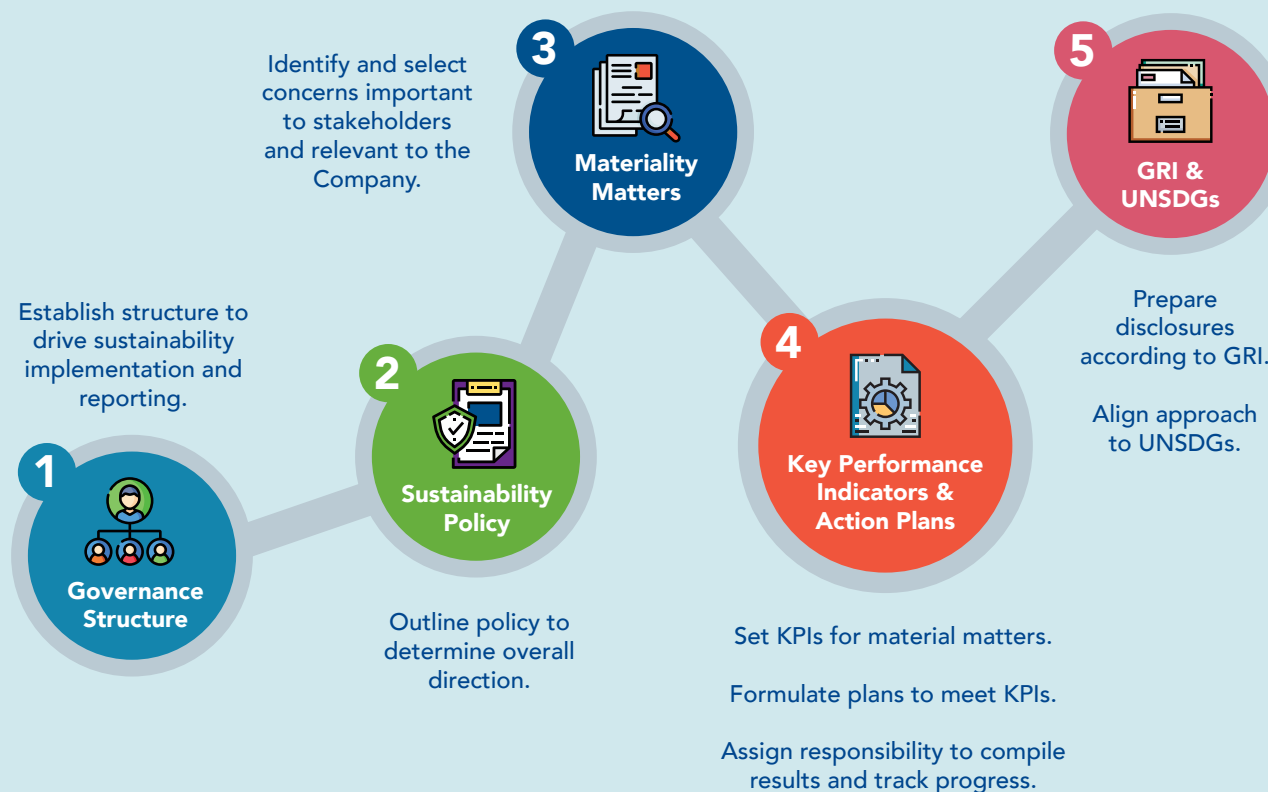 1
Governance
Structure
Establish structure to
drive sustainability
implementation and
reporting.
2
Sustainability
Policy
Outline policy to
determine overall
direction.
3
Materiality
Matters
Identify and select
concerns important
to stakeholders
and relevant to the
Company.
4
Key Performance
Indicators &
Action Plans
Set KPIs for material matters.
Formulate plans to meet KPIs.
Assign responsibility to compile
results and track progress.
5
GRI &
UNSDGs
Prepare
disclosures
according to GRI.
Align approach
to UNSDGs.